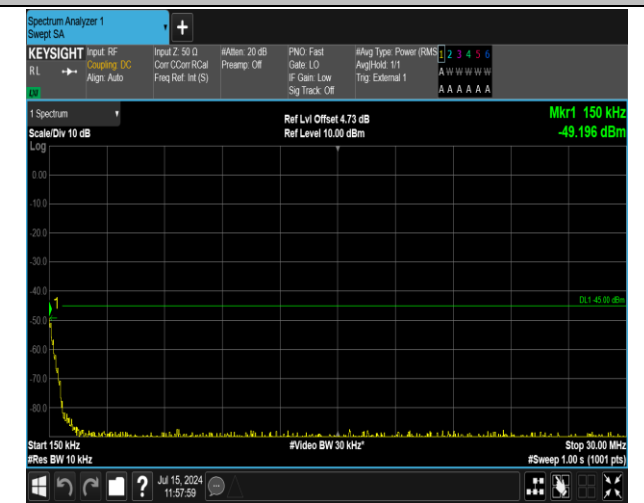 Spectrum Analyzer 1
Swept SA
+
KEYSIGHT Input: RF Input Z: 50 Ω #Atten: 20 dB PNO: Fast #Avg Type: Power (RMS 1 2 3 4 5 6
RL Coupling: DC Corr CCorr RCal Preamp: Off Gate: LO Avg|Hold: 1/1 A W W W W W
Align: Auto Freq Ref: Int (S) IF Gain: Low Trig: External 1
Sig Track: Off A A A A A A
1 Spectrum Ref Lvl Offset 4.73 dB Mkr1 150 kHz
Scale/Div 10 dB Ref Level 10.00 dBm -49.196 dBm
Log
0.00
-10.0
-20.0
-30.0
-40.0
1 DL1 -45.00 dBm
-50.0
-60.0
-70.0
-80.0
Start 150 kHz #Video BW 30 kHz* Stop 30.00 MHz
#Res BW 10 kHz #Sweep 1.00 s (1001 pts)
? Jul 15, 2024
11:57:59